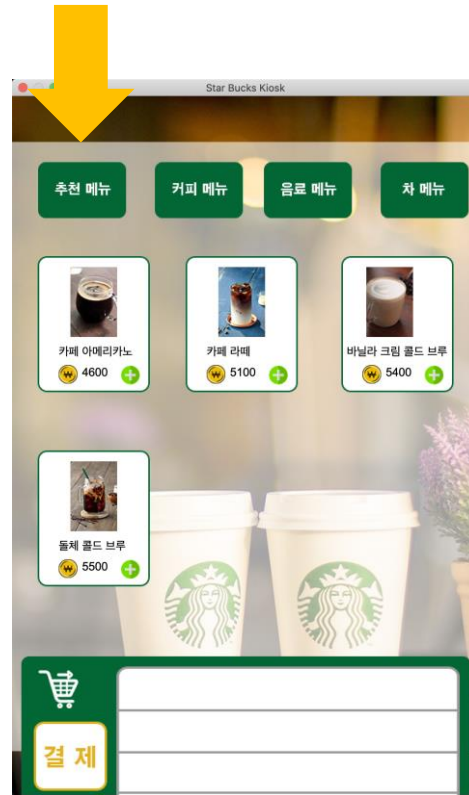 Star Bucks Kiosk
추천 메뉴
커피 메뉴
음료 메뉴
차 메뉴
카페 아메리카노
4600
카페 라떼
5100
바닐라 크림 콜드 브루
5400
돌체 콜드 브루
5500
결 제